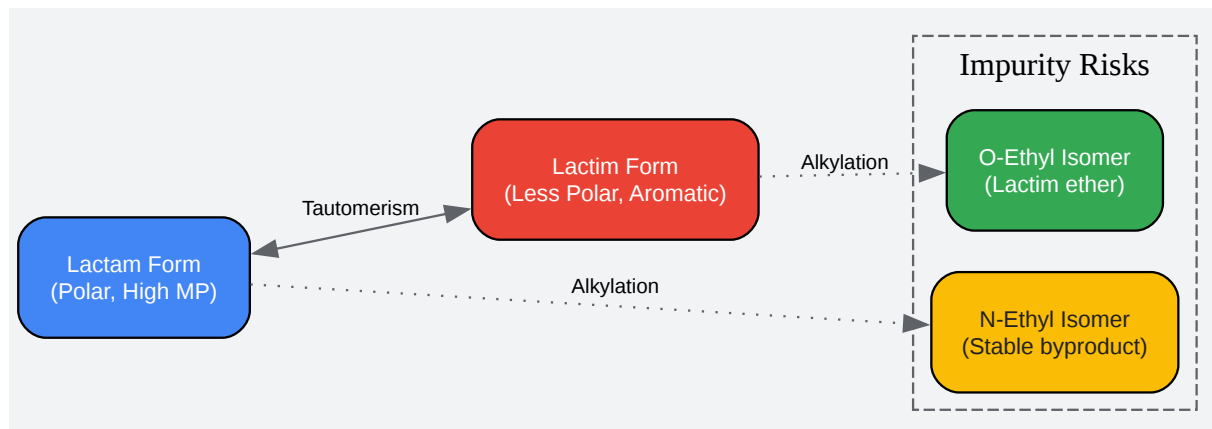 Impurity Risks
Lactam Form
(Polar, High MP)
Tautomerism
Lactim Form
(Less Polar, Aromatic)
Alkylation
O-Ethyl Isomer
(Lactim ether)
Alkylation
N-Ethyl Isomer
(Stable byproduct)